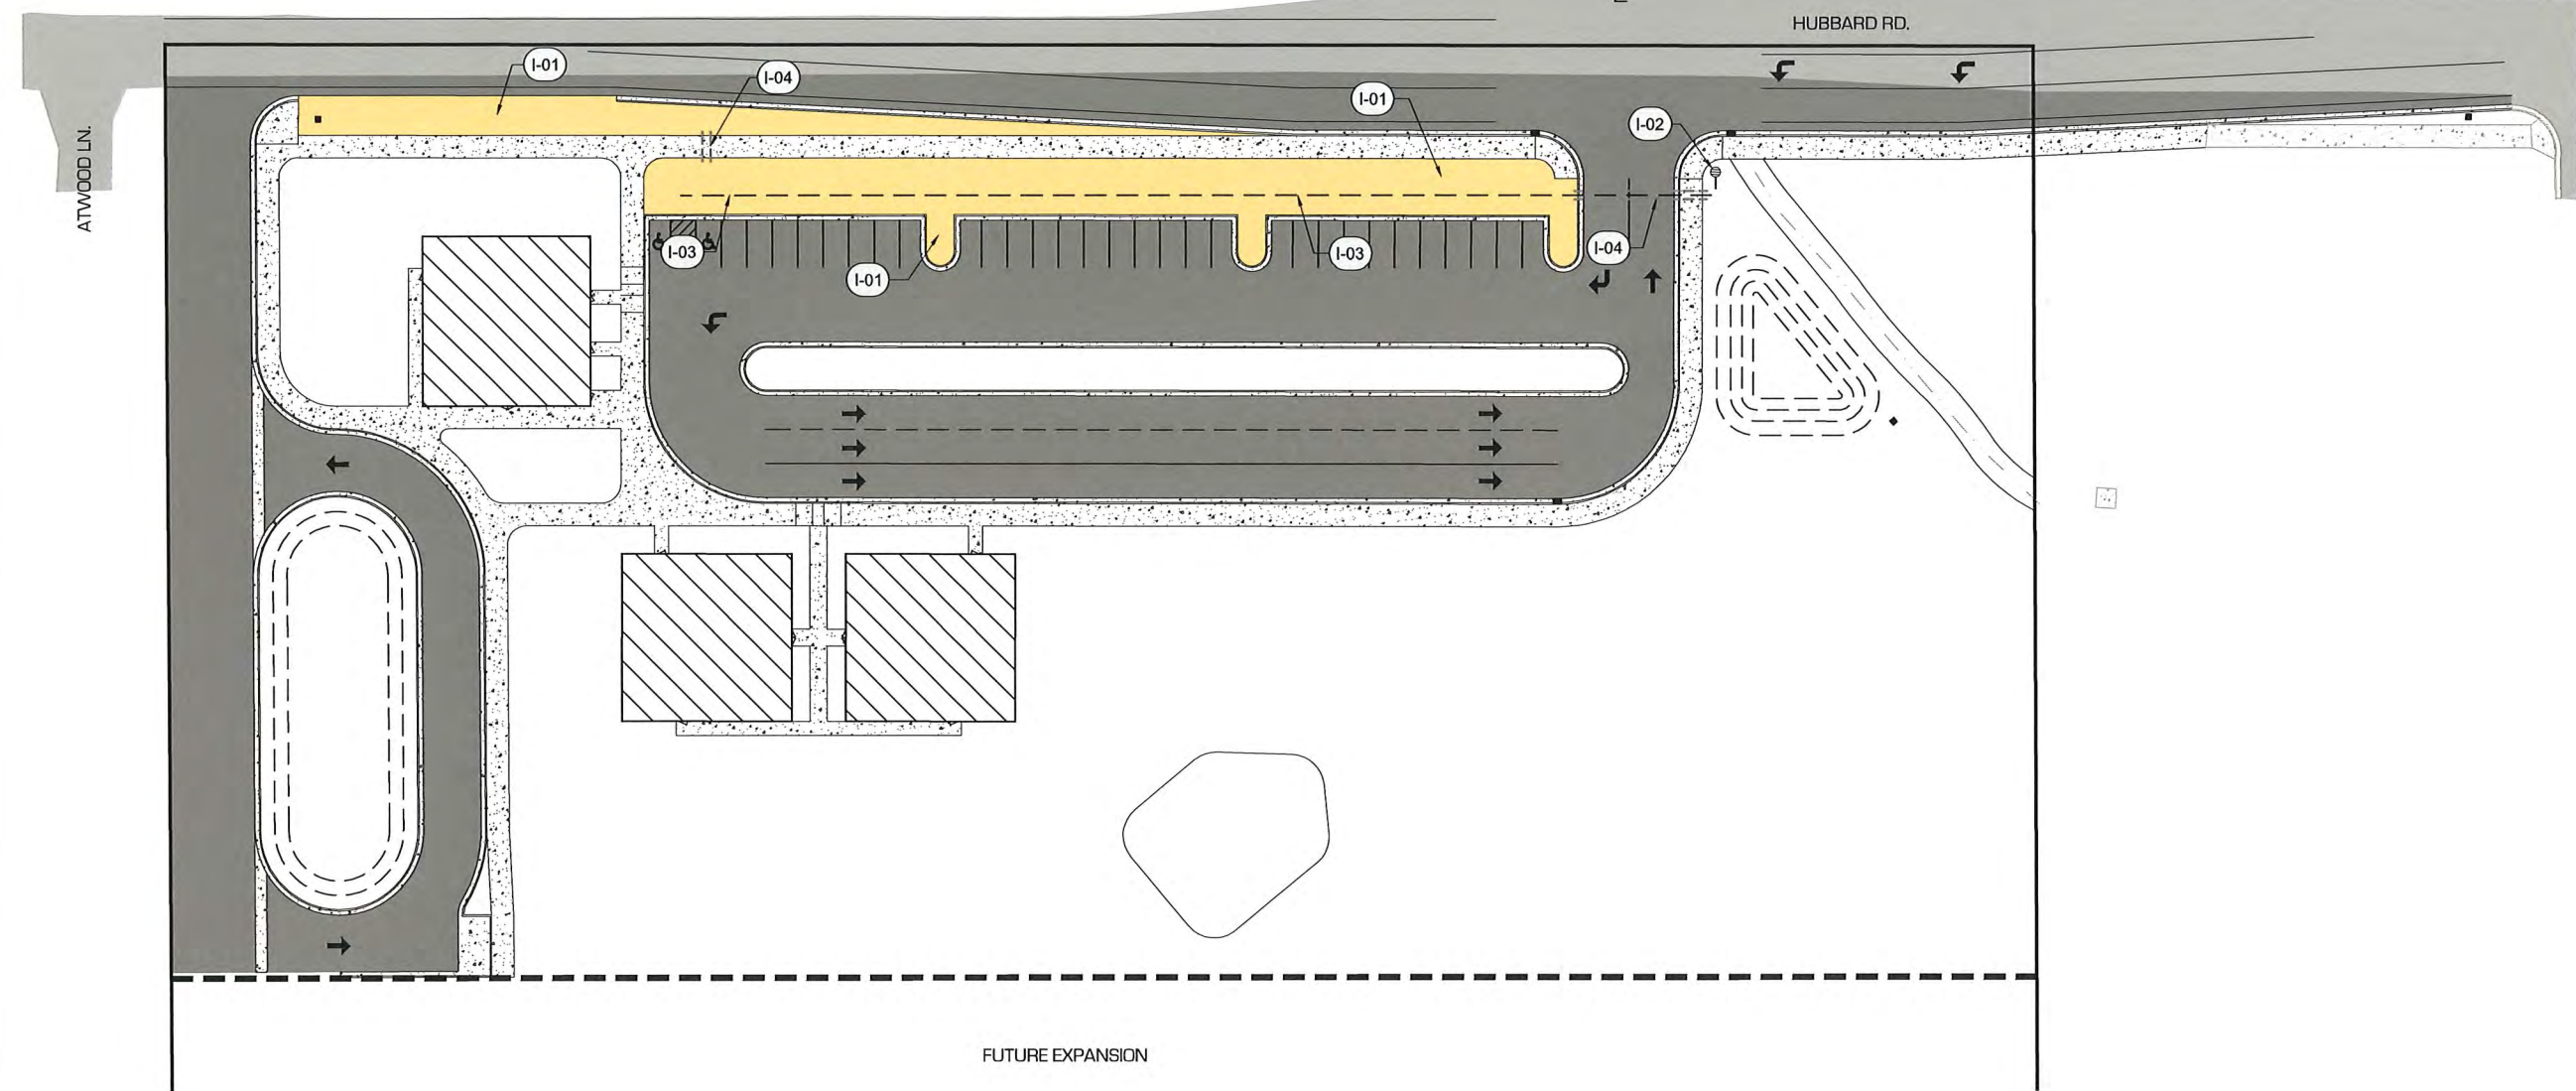 HUBBARD RD.
I-01
I-04
I-01
I-02
ATWOOD LN.
I-03
I-01
I-03
I-04
FUTURE EXPANSION